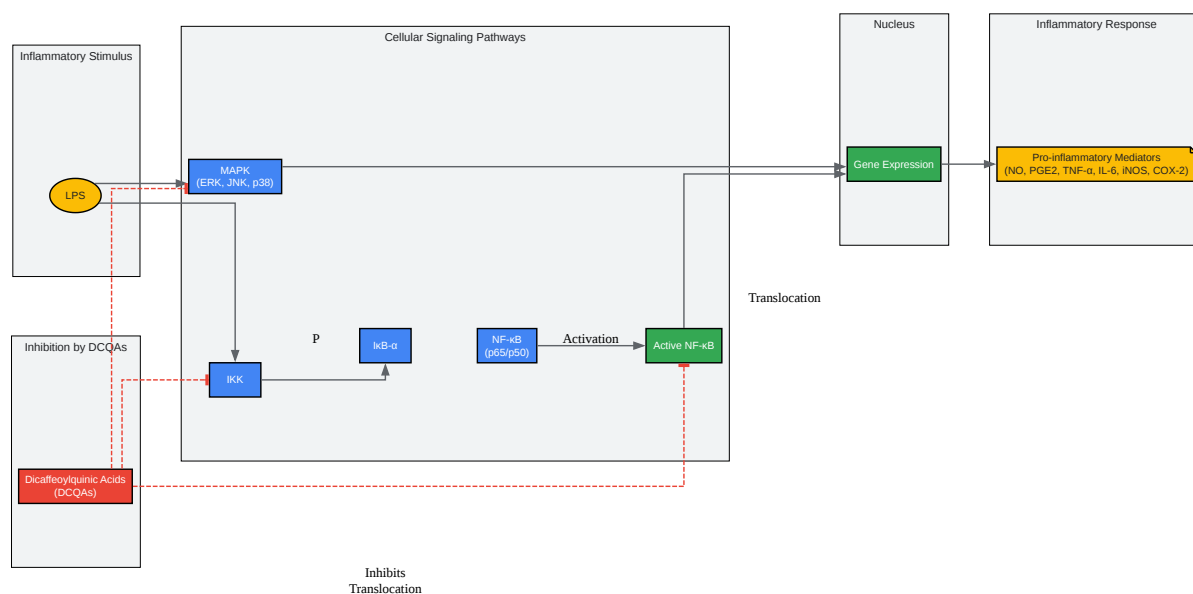 Inflammatory Stimulus
LPS
Cellular Signaling Pathways
MAPK
(ERK, JNK, p38)
P
IκB-α
NF-κB
(p65/p50)
Activation
Active NF-κB
IKK
Nucleus
Gene Expression
Inflammatory Response
Pro-inflammatory Mediators
(NO, PGE2, TNF-α, IL-6, iNOS, COX-2)
Translocation
Inhibition by DCQAs
Dicaffeoylquinic Acids
(DCQAs)
Inhibits
Translocation